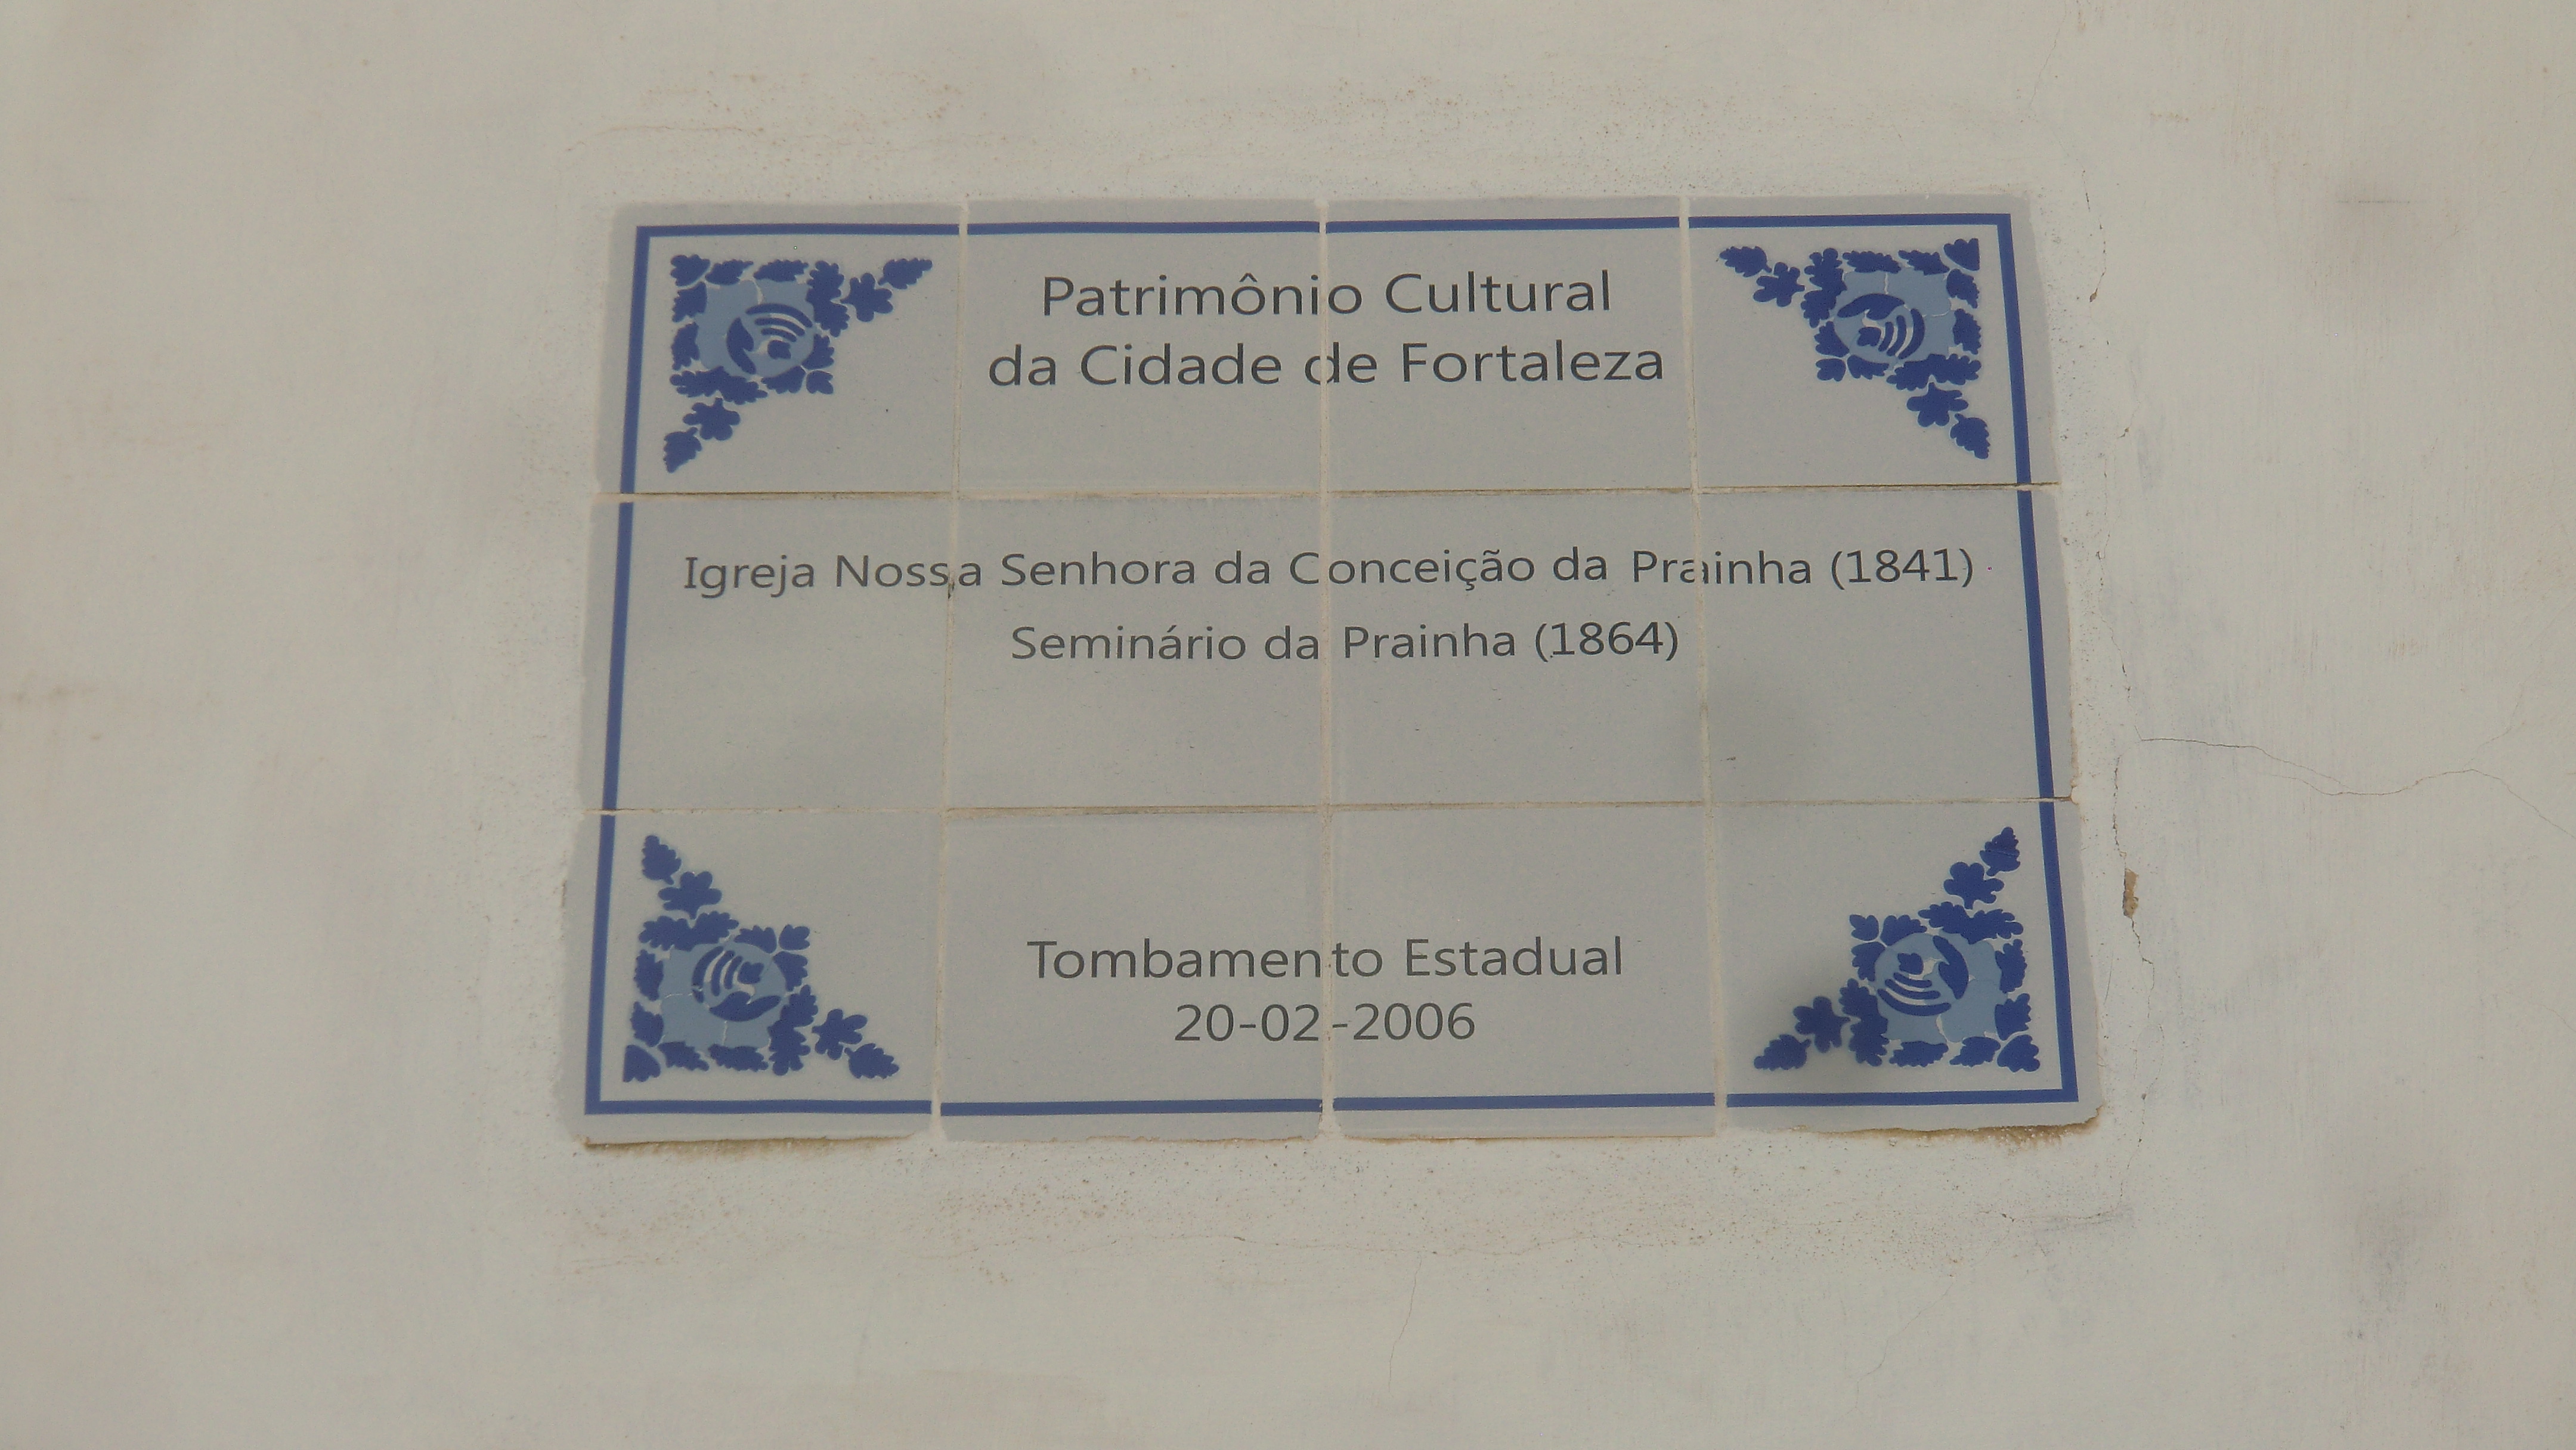 Patrimônio Cultural
da Cidade de Fortaleza
Igreja Nossa Senhora da Conceição da Prainha (1841)
Seminário da Prainha (1864)
Tombamento Estadual
20-02-2006